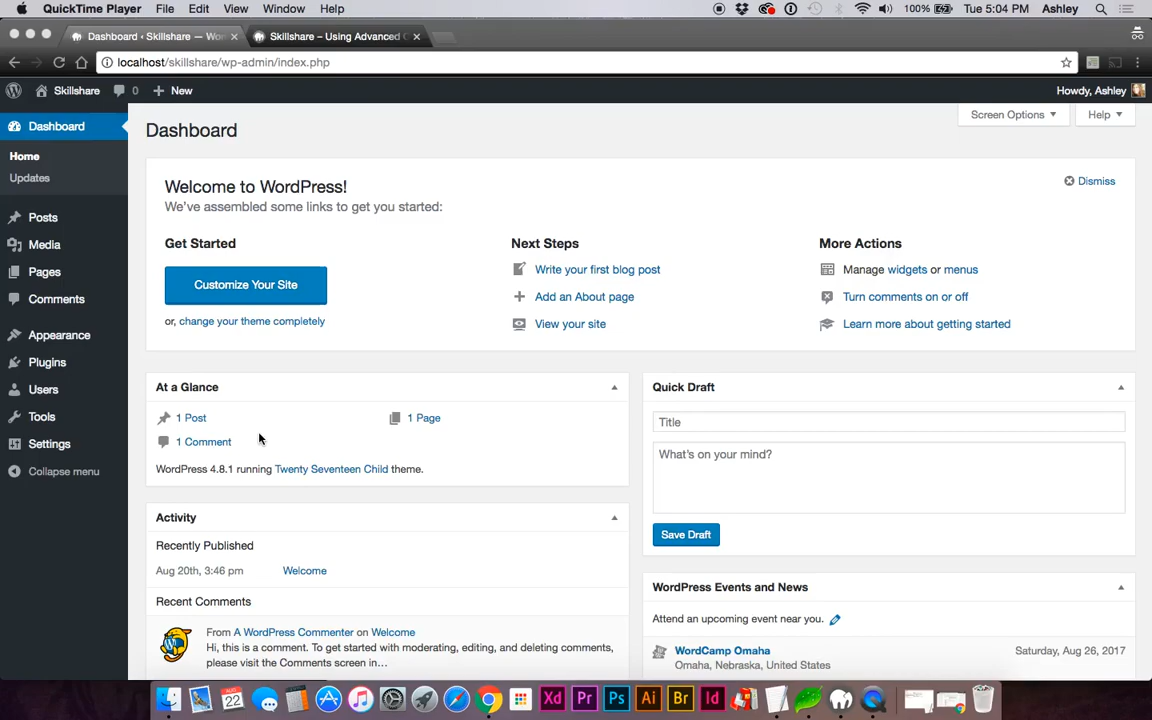 QuickTime Player File Edit View Window Help 100% Tue 5:04 PM Ashley
Dashboard ‹ Skillshare — Wor
Skillshare – Using Advanced C
localhost/skillshare/wp-admin/index.php
Skillshare 0 New Howdy, Ashley
Dashboard
Home
Updates
Posts
Media
Pages
Comments
Appearance
Plugins
Users
Tools
Settings
Collapse menu
Screen Options Help
Dashboard
Welcome to WordPress!
Dismiss
We've assembled some links to get you started:
Get Started
Customize Your Site
or, change your theme completely
Next Steps
Write your first blog post
Add an About page
View your site
More Actions
Manage widgets or menus
Turn comments on or off
Learn more about getting started
At a Glance
1 Post 1 Page
1 Comment
WordPress 4.8.1 running Twenty Seventeen Child theme.
Activity
Recently Published
Aug 20th, 3:46 pm Welcome
Recent Comments
From A WordPress Commenter on Welcome
Hi, this is a comment. To get started with moderating, editing, and deleting comments,
please visit the Comments screen in…
Quick Draft
Title
What's on your mind?
Save Draft
WordPress Events and News
Attend an upcoming event near you.
WordCamp Omaha Saturday, Aug 26, 2017
Omaha, Nebraska, United States
22 Xd Pr Ps Ai Br Id